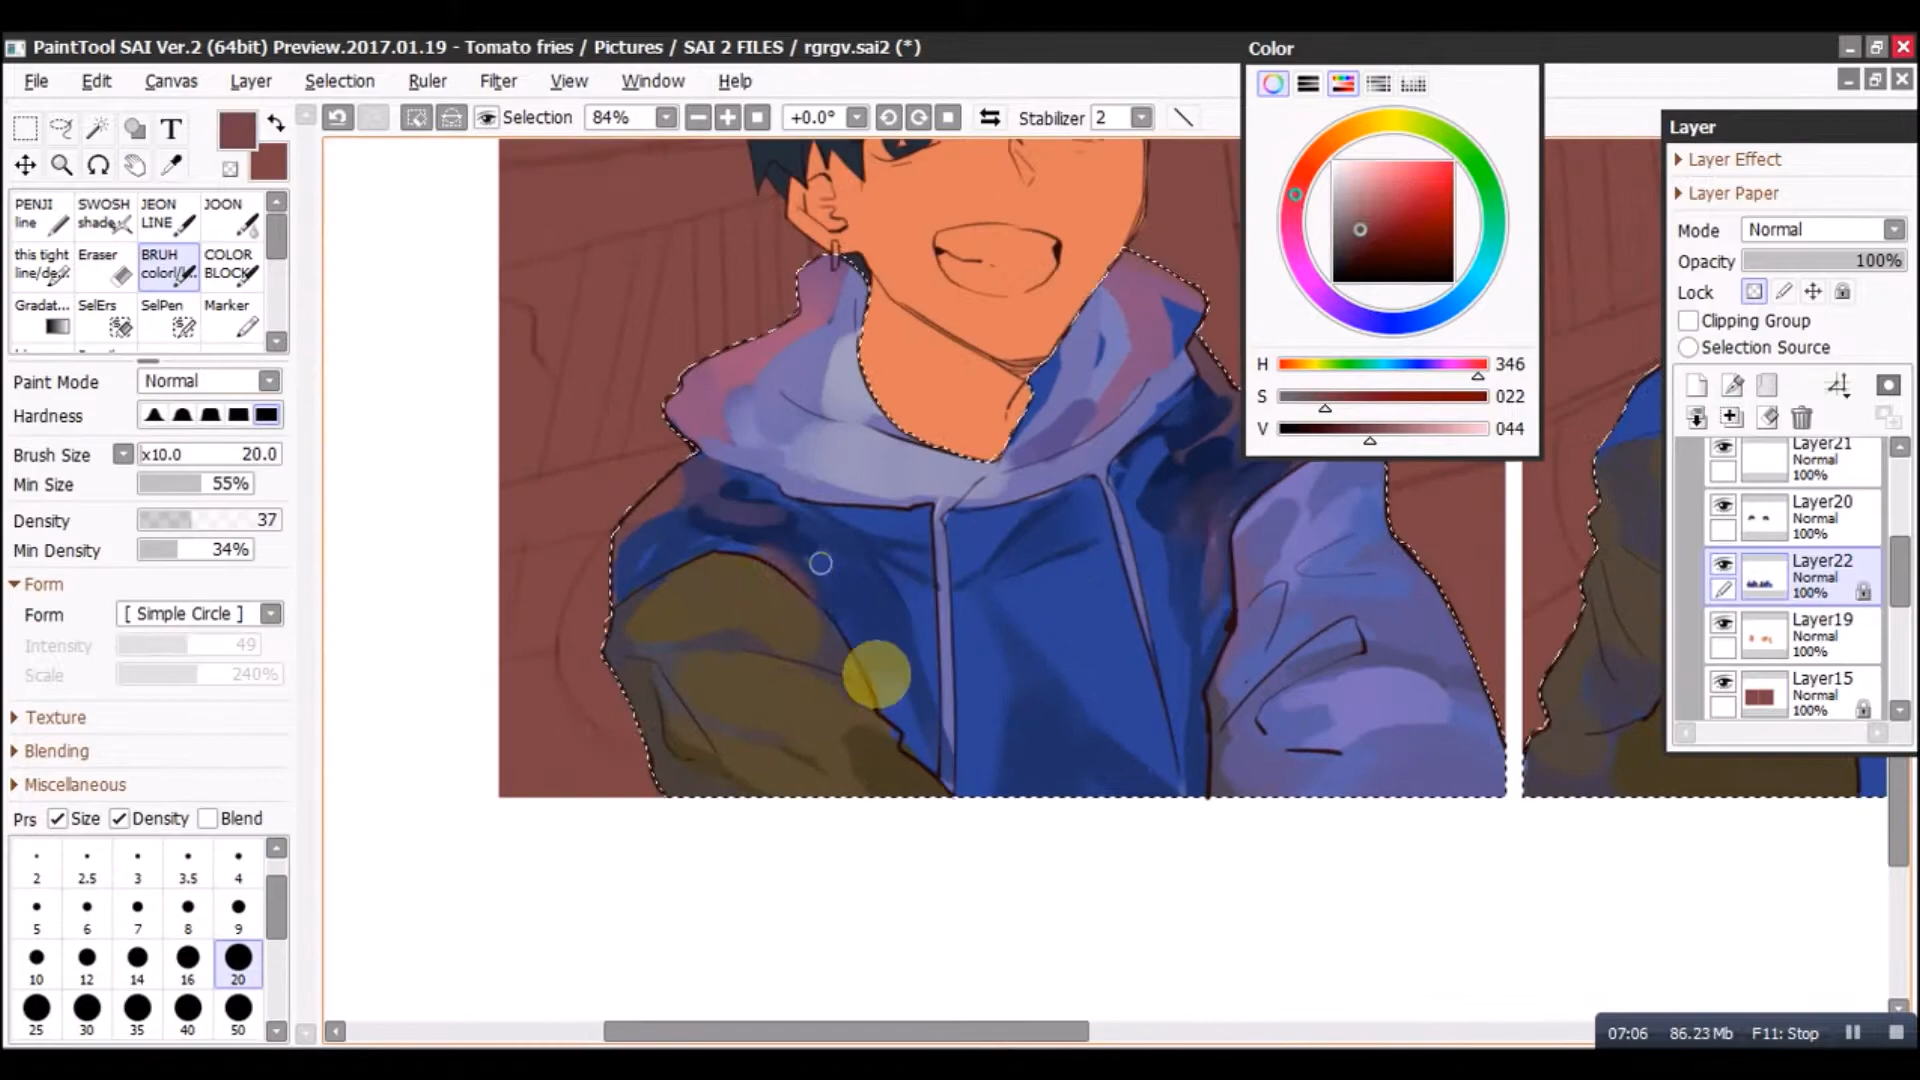 PaintTool SAI Ver.2 (64bit) Preview.2017.01.19 - Tomato fries / Pictures / SAI 2 FILES / rgrgv.sai2 (*)
File Edit Canvas Layer Selection Ruler Filter View Window Help
Selection 84% +0.0° Stabilizer 2
T
PENJI line
SWOSH shade
JEON LINE
JOON
this tight line/de..
Eraser
BRUH color/l..
COLOR BLOCK
Gradat...
SelErs
SelPen
Marker
Paint Mode Normal
Hardness
Brush Size x10.0 20.0
Min Size 55%
Density 37
Min Density 34%
Form
Form [ Simple Circle ]
Intensity 49
Scale 240%
Texture
Blending
Miscellaneous
Prs Size Density Blend
2 2.5 3 3.5 4
5 6 7 8 9
10 12 14 16 20
25 30 35 40 50
Color
H 346
S 022
V 044
Layer
Layer Effect
Layer Paper
Mode Normal
Opacity 100%
Lock
Clipping Group
Selection Source
Layer21
Normal
100%
Layer20
Normal
100%
Layer22
Normal
100%
Layer19
Normal
100%
Layer15
Normal
100%
07:06 86.23 Mb F11: Stop